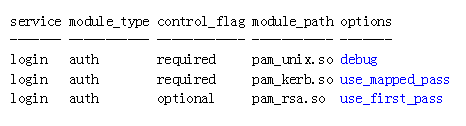 service module_type control_flag module_path options
------- ----------- ------------ ----------- -------
login auth required pam_unix.so debug
login auth required pam_kerb.so use_mapped_pass
login auth optional pam_rsa.so use_first_pass